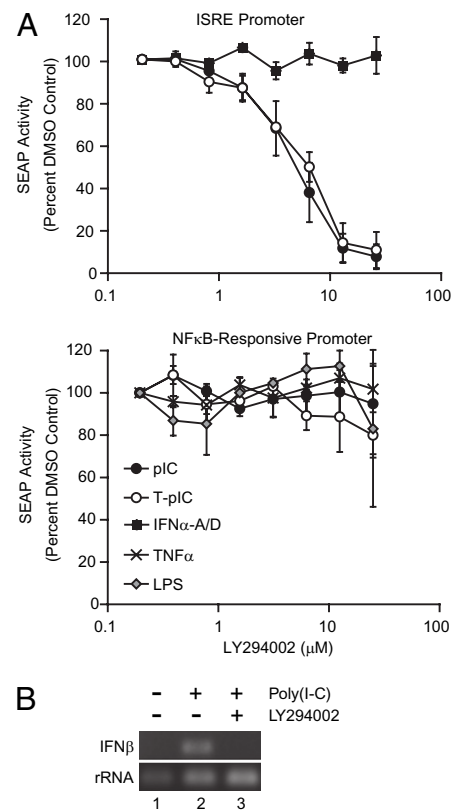 A
ISRE Promoter
SEAP Activity
(Percent DMSO Control)
120
100
80
60
40
20
0
0.1
1
10
100
NFκB-Responsive Promoter
SEAP Activity
(Percent DMSO Control)
120
100
80
60
40
20
0
pIC
T-pIC
IFNα-A/D
TNFα
LPS
0.1
1
10
100
LY294002 (μM)
B
- + + Poly(I-C)
- - + LY294002
IFNβ
rRNA
1 2 3